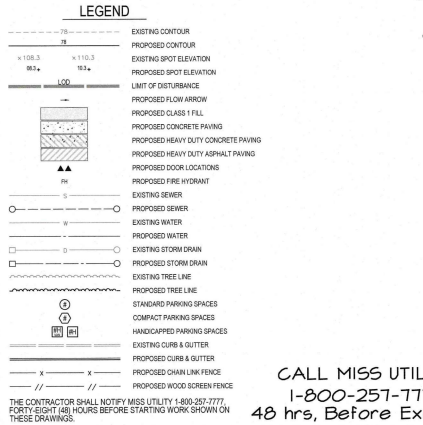 LEGEND
78 EXISTING CONTOUR
78 PROPOSED CONTOUR
x 108.3 x 110.3 EXISTING SPOT ELEVATION
08.3 + 10.3 + PROPOSED SPOT ELEVATION
LOD LIMIT OF DISTURBANCE
PROPOSED FLOW ARROW
PROPOSED CLASS 1 FILL
PROPOSED CONCRETE PAVING
PROPOSED HEAVY DUTY CONCRETE PAVING
PROPOSED HEAVY DUTY ASPHALT PAVING
PROPOSED DOOR LOCATIONS
FH PROPOSED FIRE HYDRANT
S EXISTING SEWER
PROPOSED SEWER
W EXISTING WATER
PROPOSED WATER
D EXISTING STORM DRAIN
PROPOSED STORM DRAIN
EXISTING TREE LINE
PROPOSED TREE LINE
# STANDARD PARKING SPACES
# COMPACT PARKING SPACES
#H #H HANDICAPPED PARKING SPACES
EXISTING CURB & GUTTER
PROPOSED CURB & GUTTER
x x PROPOSED CHAIN LINK FENCE
// // PROPOSED WOOD SCREEN FENCE
THE CONTRACTOR SHALL NOTIFY MISS UTILITY 1-800-257-7777,
FORTY-EIGHT (48) HOURS BEFORE STARTING WORK SHOWN ON
THESE DRAWINGS.
CALL MISS UTIL
1-800-257-77
48 hrs, Before Ex